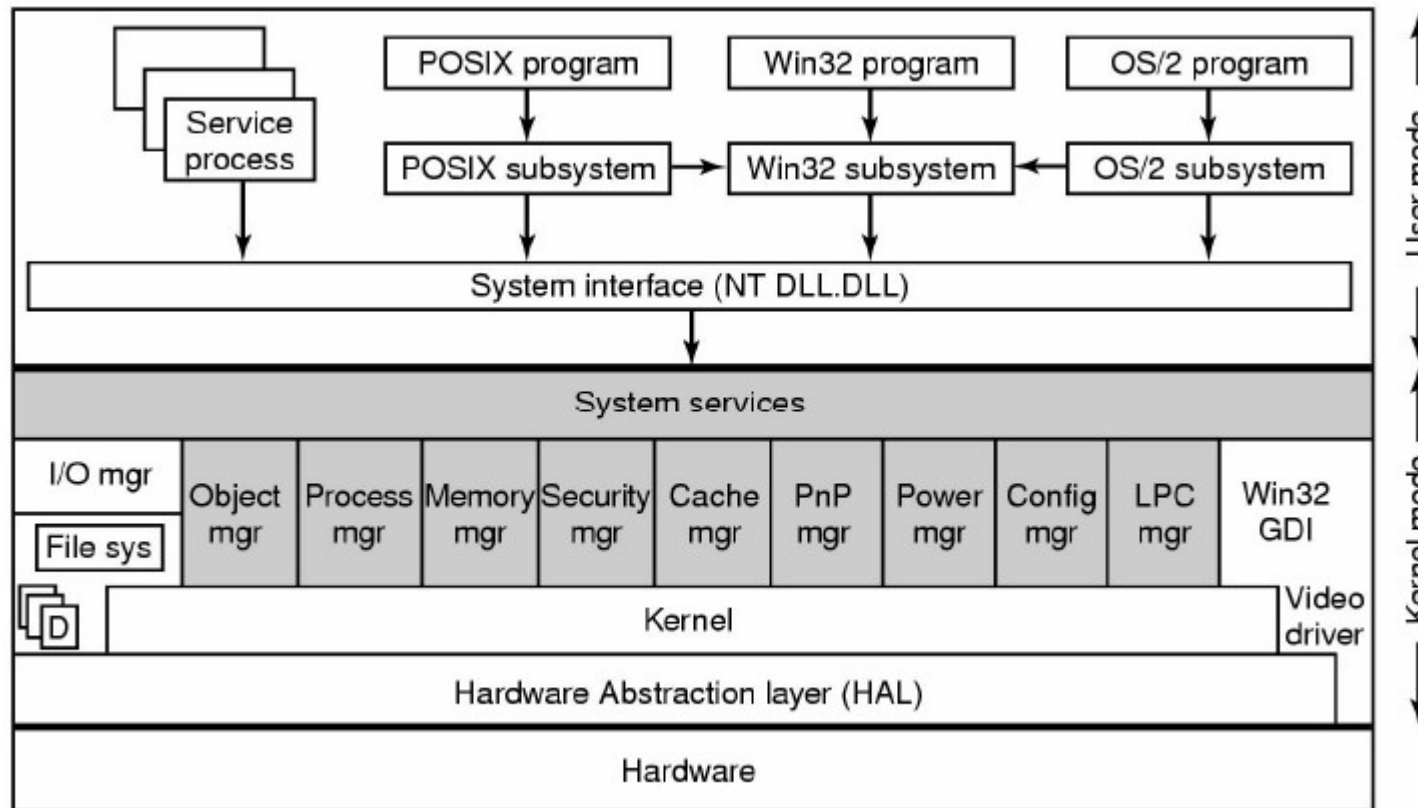 POSIX program
Win32 program
OS/2 program
Service
process
POSIX subsystem
Win32 subsystem
OS/2 subsystem
System interface (NT DLL.DLL)
System services
I/O mgr
File sys
D
Object
mgr
Process
mgr
Memory
mgr
Security
mgr
Cache
mgr
PnP
mgr
Power
mgr
Config
mgr
LPC
mgr
Win32
GDI
Video
driver
Kernel
Hardware Abstraction layer (HAL)
Hardware
User mode
Kernel mode